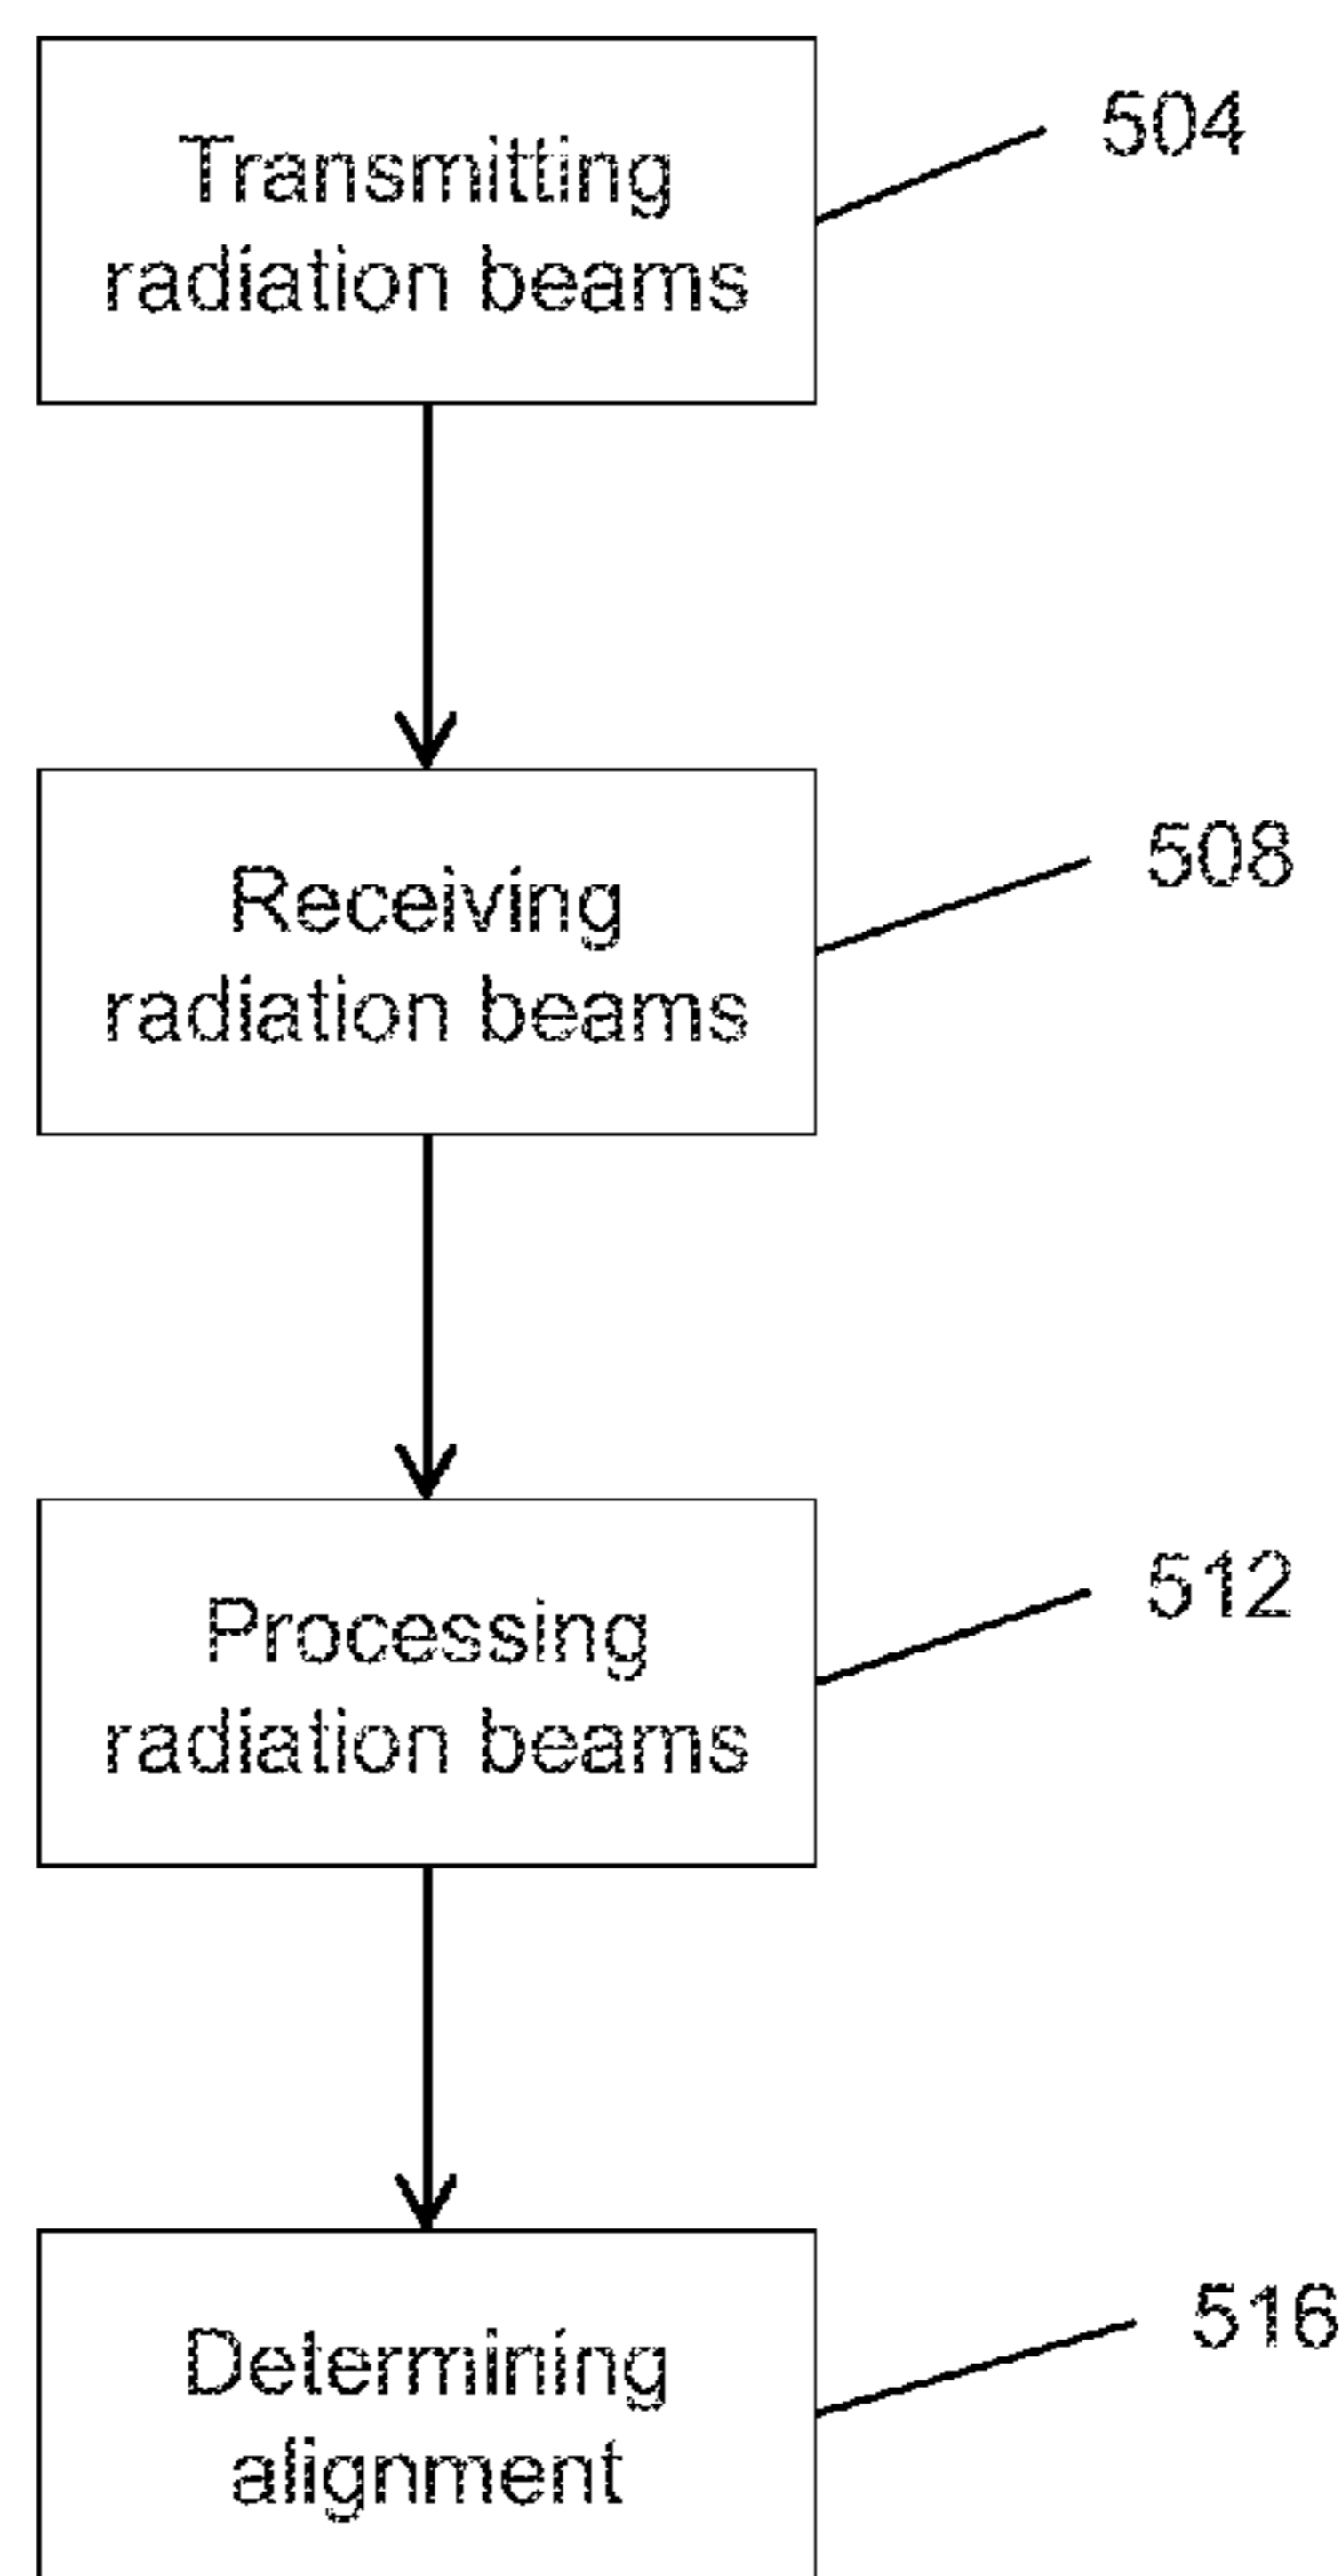 Transmitting
radiation beams
504
Receiving
radiation beams
508
Processing
radiation beams
512
Determining
alignment
516